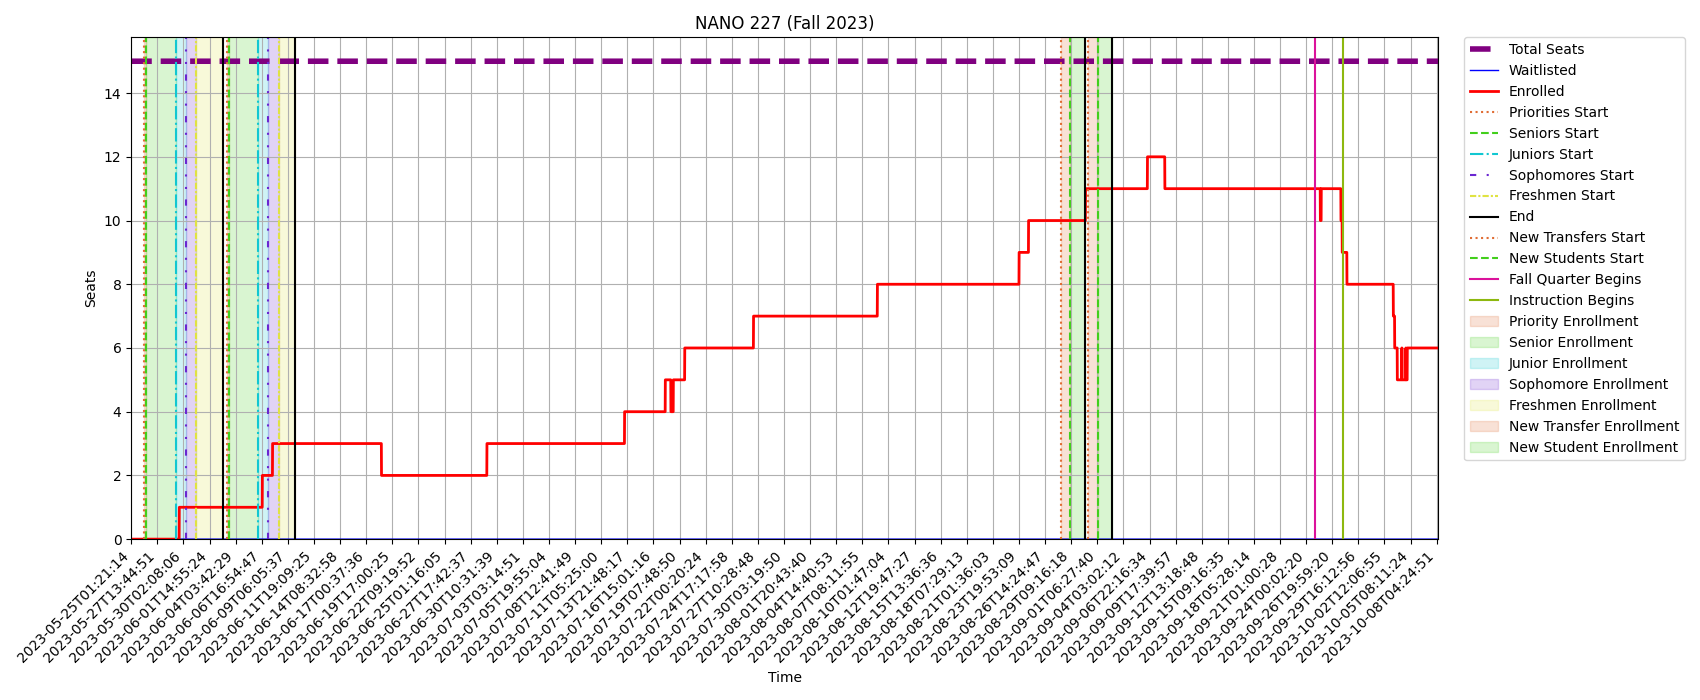 NANO 227 (Fall 2023)
Seats
14
12
10
8
6
4
2
0
2023-05-25T01:21:14
2023-05-27T13:44:51
2023-05-30T02:08:06
2023-06-01T14:55:24
2023-06-04T03:42:29
2023-06-06T16:54:47
2023-06-09T06:05:37
2023-06-11T19:09:25
2023-06-14T08:32:58
2023-06-17T00:37:36
2023-06-19T17:00:25
2023-06-22T09:19:52
2023-06-25T01:16:05
2023-06-27T17:42:37
2023-06-30T10:31:39
2023-07-03T03:14:51
2023-07-05T19:55:04
2023-07-08T12:41:49
2023-07-11T05:25:00
2023-07-13T21:48:17
2023-07-16T15:01:16
2023-07-19T07:48:50
2023-07-22T00:20:24
2023-07-24T17:17:58
2023-07-27T10:28:48
2023-07-30T03:19:50
2023-08-01T20:43:40
2023-08-04T14:40:53
2023-08-07T08:11:55
2023-08-10T01:47:04
2023-08-12T19:47:27
2023-08-15T13:36:36
2023-08-18T07:29:13
2023-08-21T01:36:03
2023-08-23T19:53:09
2023-08-26T14:24:47
2023-08-29T09:16:18
2023-09-01T06:27:40
2023-09-04T03:02:12
2023-09-06T22:16:34
2023-09-09T17:39:57
2023-09-12T13:18:48
2023-09-15T09:16:35
2023-09-18T05:28:14
2023-09-21T01:00:28
2023-09-24T00:02:20
2023-09-26T19:59:20
2023-09-29T16:12:56
2023-10-02T12:06:55
2023-10-05T08:11:24
2023-10-08T04:24:51
Time
Total Seats
Waitlisted
Enrolled
Priorities Start
Seniors Start
Juniors Start
Sophomores Start
Freshmen Start
End
New Transfers Start
New Students Start
Fall Quarter Begins
Instruction Begins
Priority Enrollment
Senior Enrollment
Junior Enrollment
Sophomore Enrollment
Freshmen Enrollment
New Transfer Enrollment
New Student Enrollment